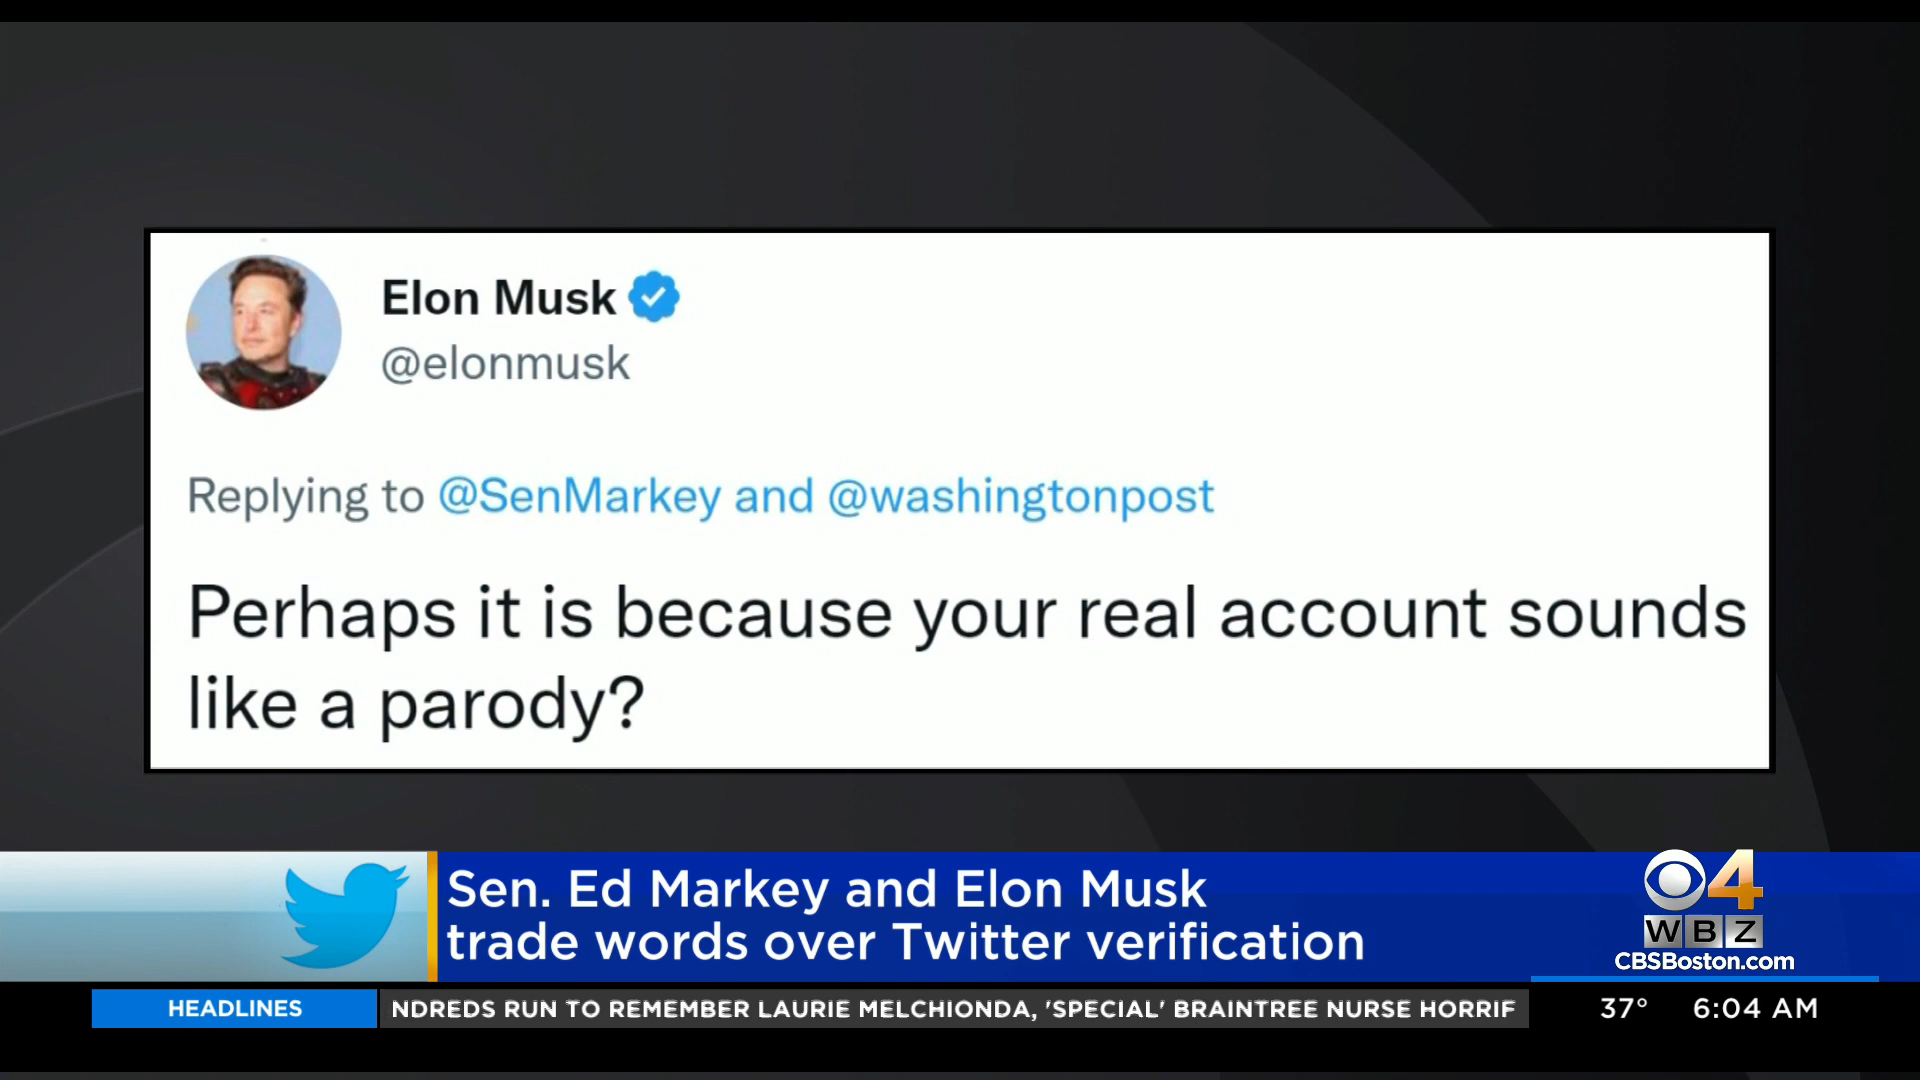 Elon Musk
@elonmusk
Replying to @SenMarkey and @washingtonpost
Perhaps it is because your real account sounds
like a parody?
Sen. Ed Markey and Elon Musk
trade words over Twitter verification
4
WBZ
CBSBoston.com
HEADLINES
NDREDS RUN TO REMEMBER LAURIE MELCHIONDA, 'SPECIAL' BRAINTREE NURSE HORRIF
37° 6:04 AM